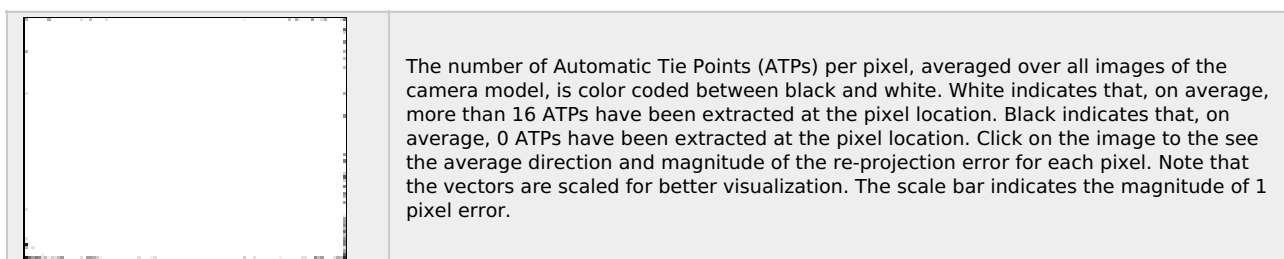 The number of Automatic Tie Points (ATPs) per pixel, averaged over all images of the
camera model, is color coded between black and white. White indicates that, on average,
more than 16 ATPs have been extracted at the pixel location. Black indicates that, on
average, 0 ATPs have been extracted at the pixel location. Click on the image to the see
the average direction and magnitude of the re-projection error for each pixel. Note that
the vectors are scaled for better visualization. The scale bar indicates the magnitude of 1
pixel error.